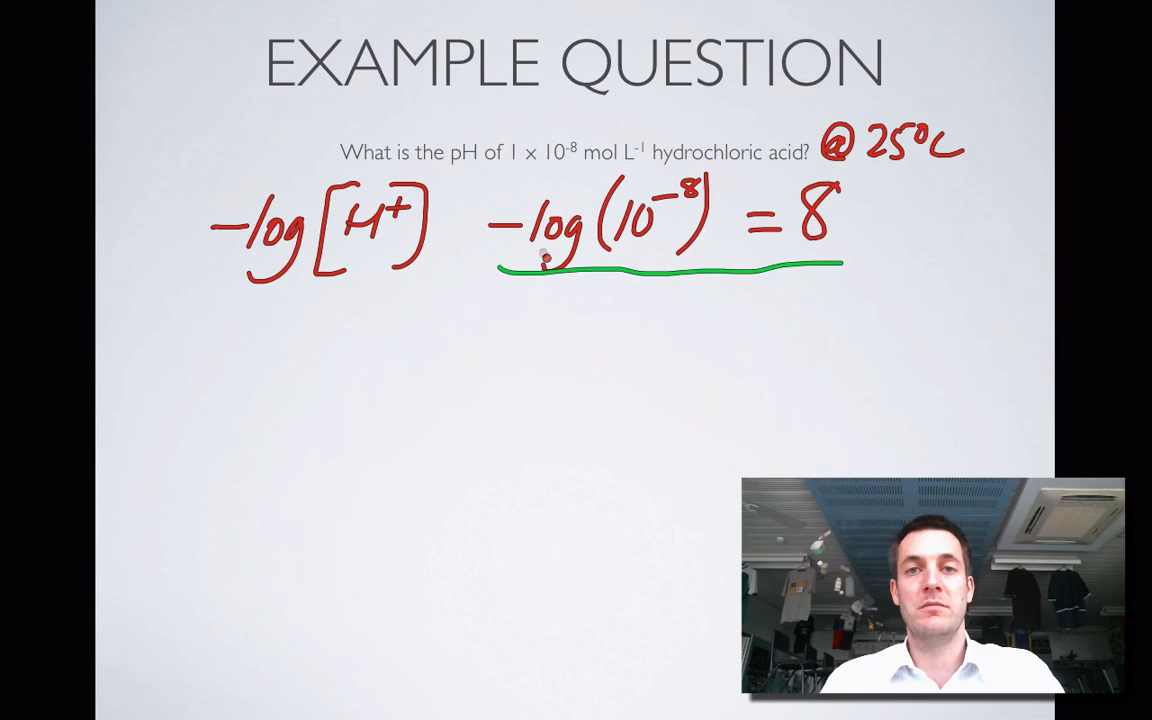 EXAMPLE QUESTION
What is the pH of 1 x 10⁻⁸ mol L⁻¹ hydrochloric acid? @ 25°C
-log [H+] -log (10⁻⁸) = 8